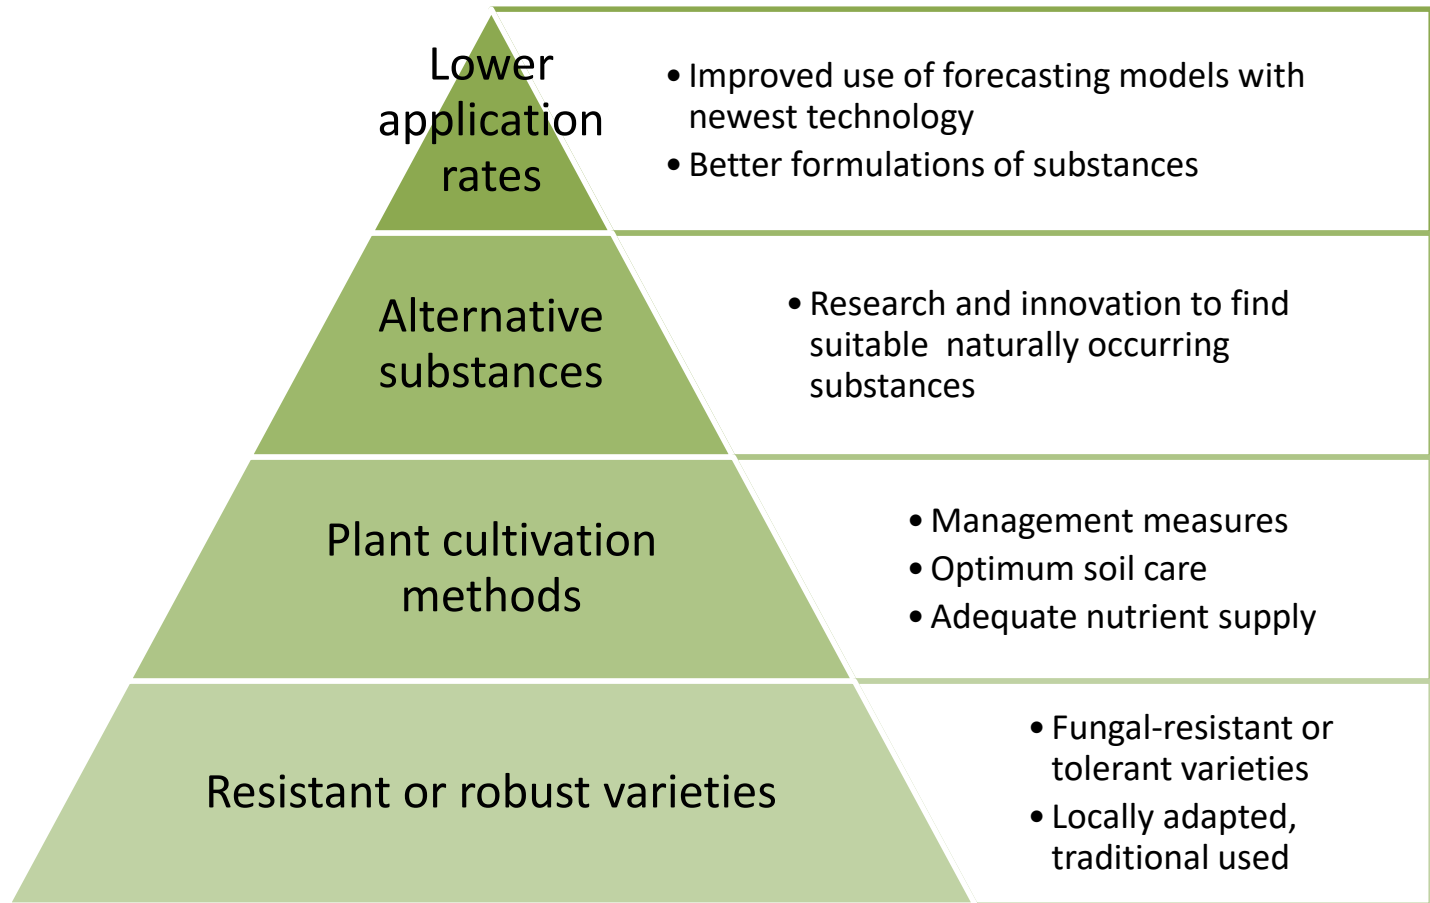 Lower
application
rates
• Improved use of forecasting models with
newest technology
• Better formulations of substances
Alternative
substances
• Research and innovation to find
suitable  naturally occurring
substances
Plant cultivation
methods
• Management measures
• Optimum soil care
• Adequate nutrient supply
Resistant or robust varieties
• Fungal-resistant or
tolerant varieties
• Locally adapted,
traditional used